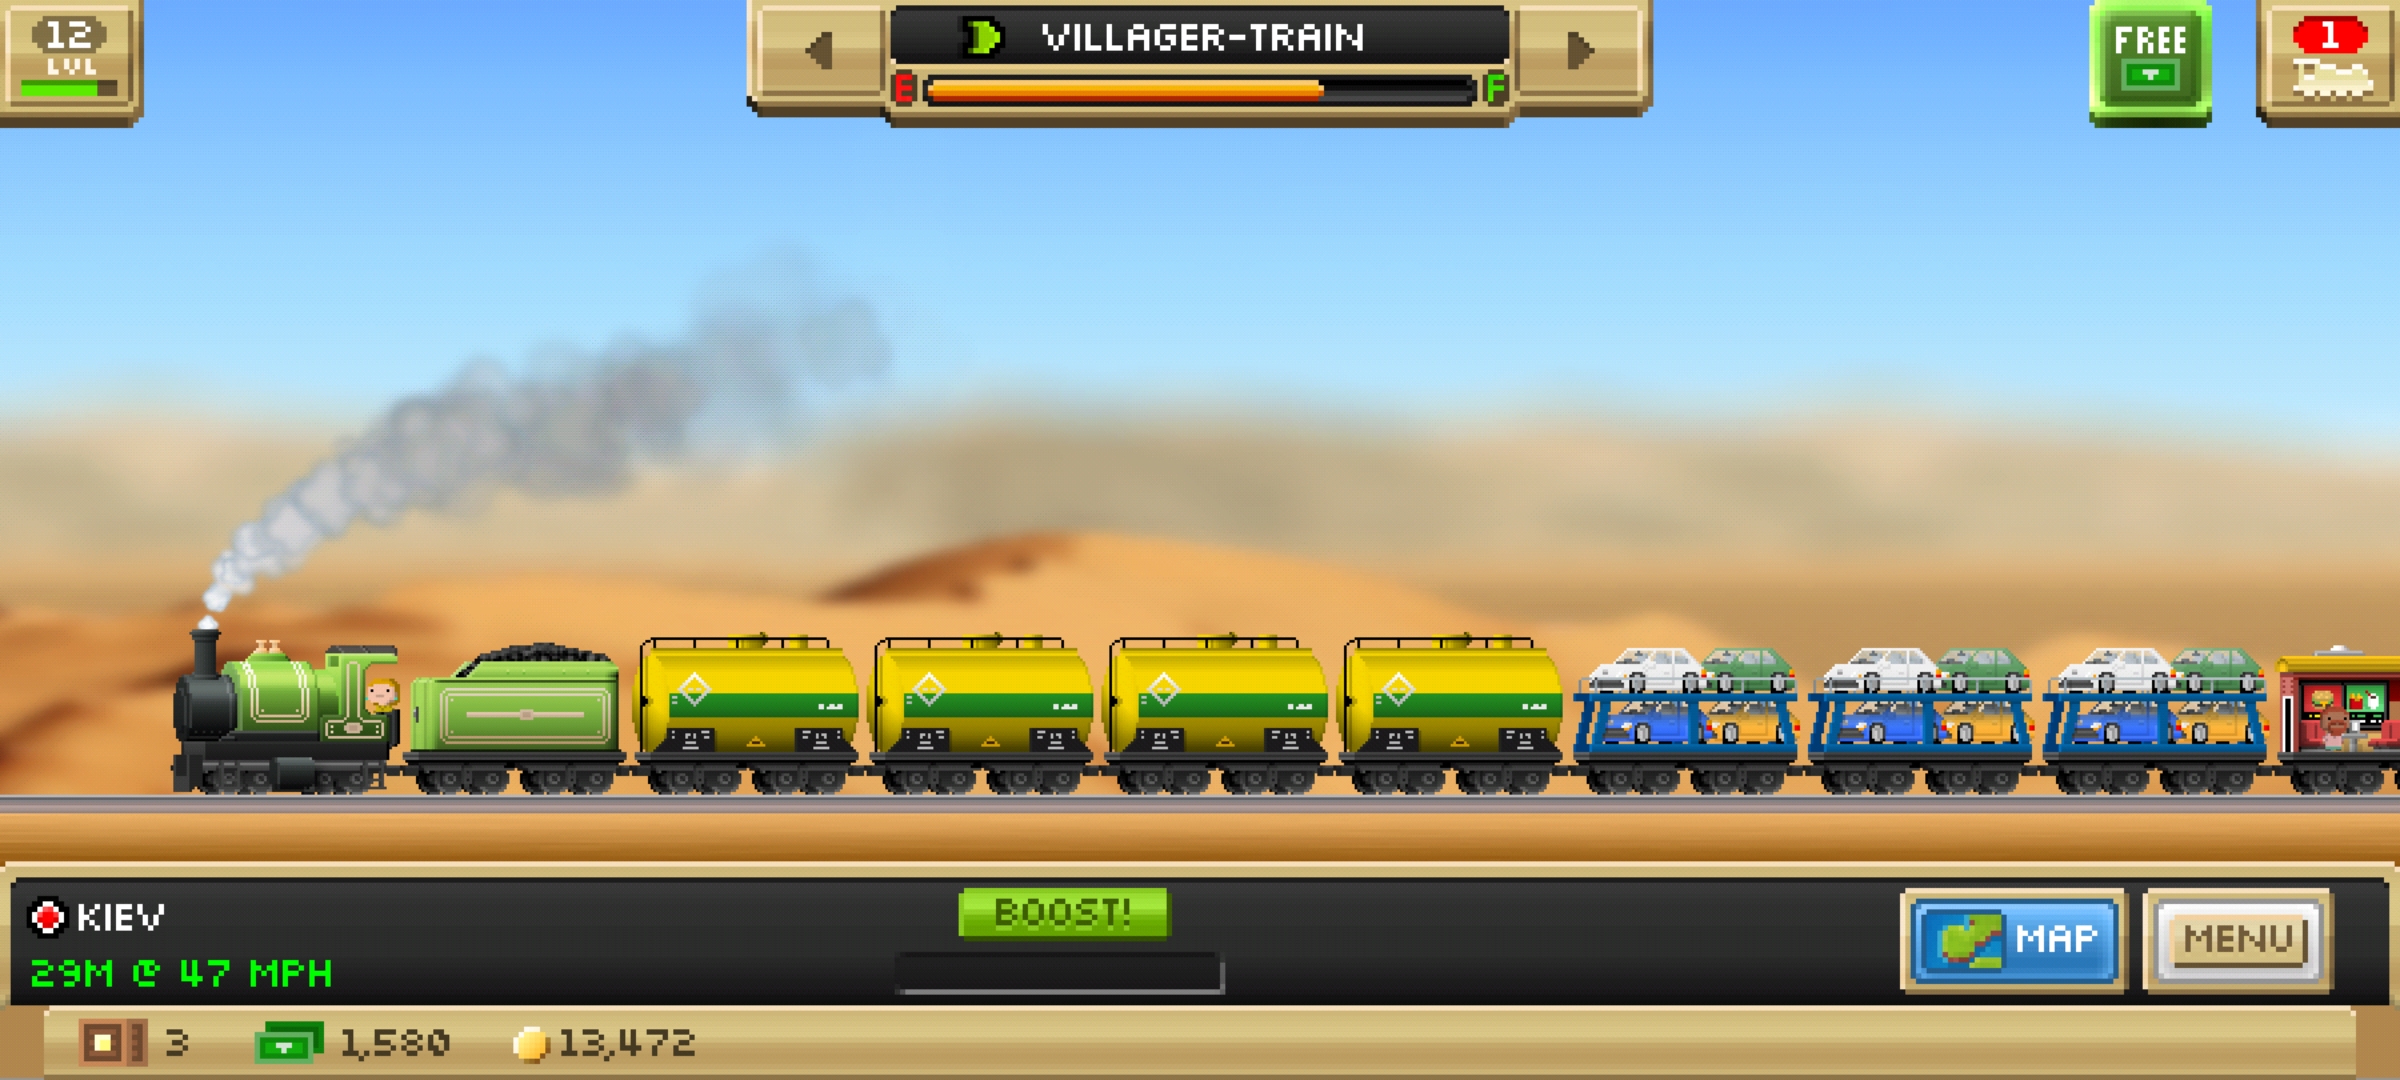 12
LVL
VILLAGER-TRAIN
E F
FREE
1
KIEV
29M @ 47 MPH
BOOST!
MAP
MENU
3
1,580
13,472